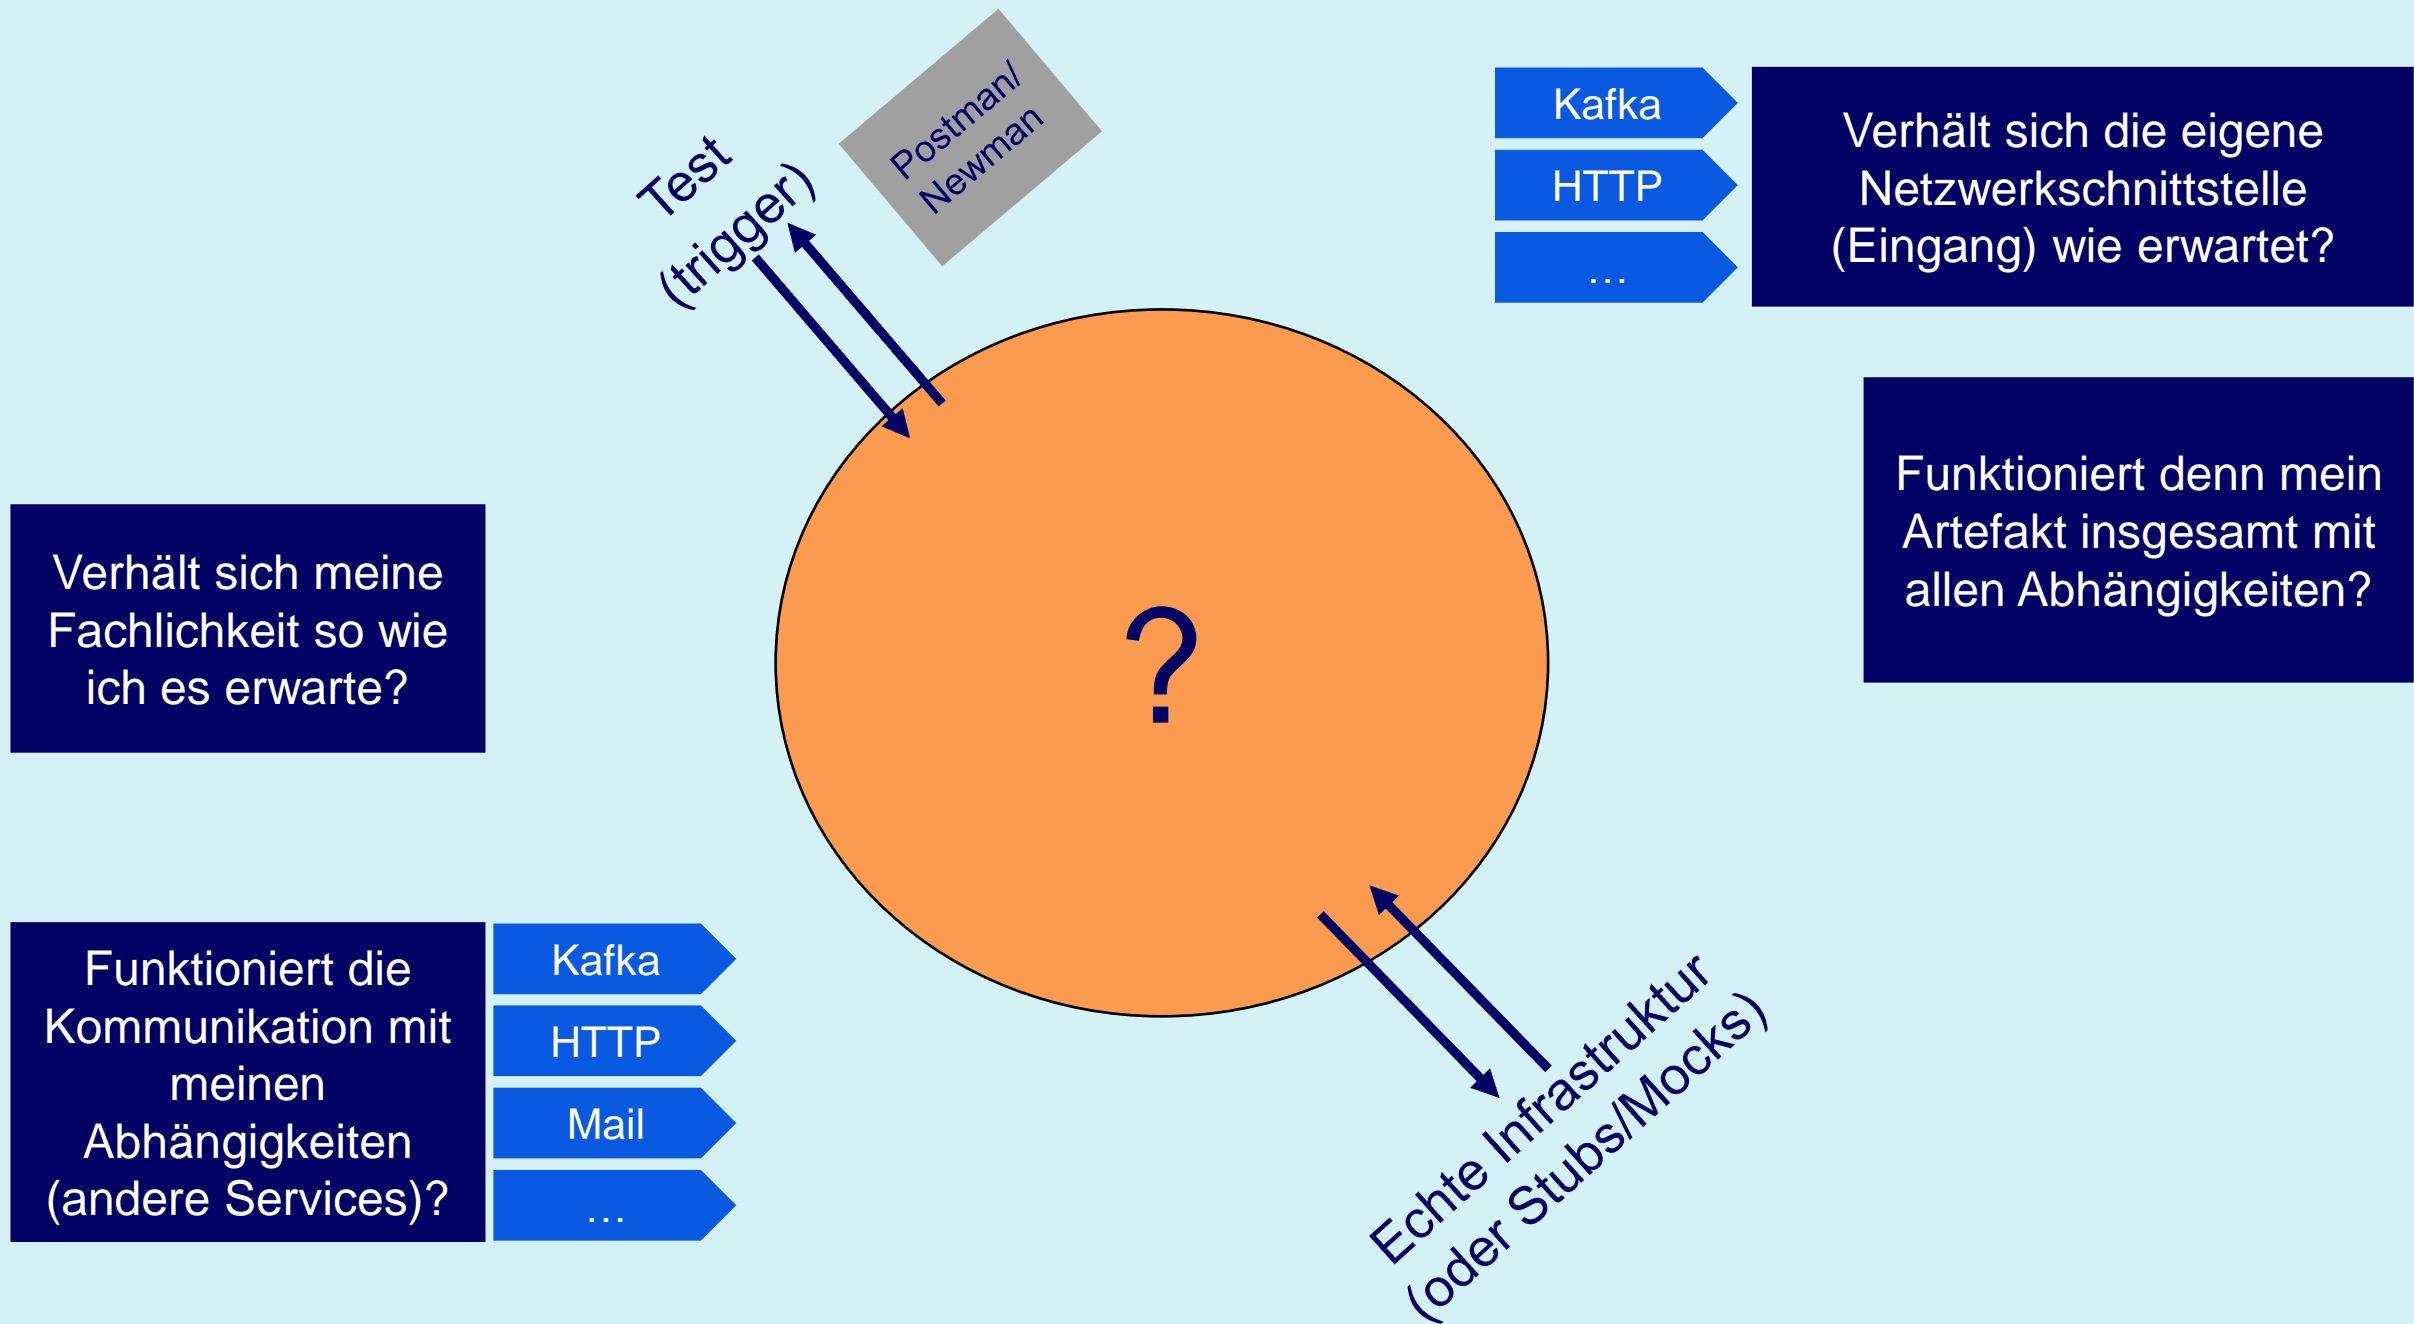 Postman/
Newman
Test
(trigger)
Kafka
HTTP
…
Verhält sich die eigene
Netzwerkschnittstelle
(Eingang) wie erwartet?
Funktioniert denn mein
Artefakt insgesamt mit
allen Abhängigkeiten?
Verhält sich meine
Fachlichkeit so wie
ich es erwarte?
?
Funktioniert die
Kommunikation mit
meinen
Abhängigkeiten
(andere Services)?
Kafka
HTTP
Mail
…
Echte Infrastruktur
(oder Stubs/Mocks)